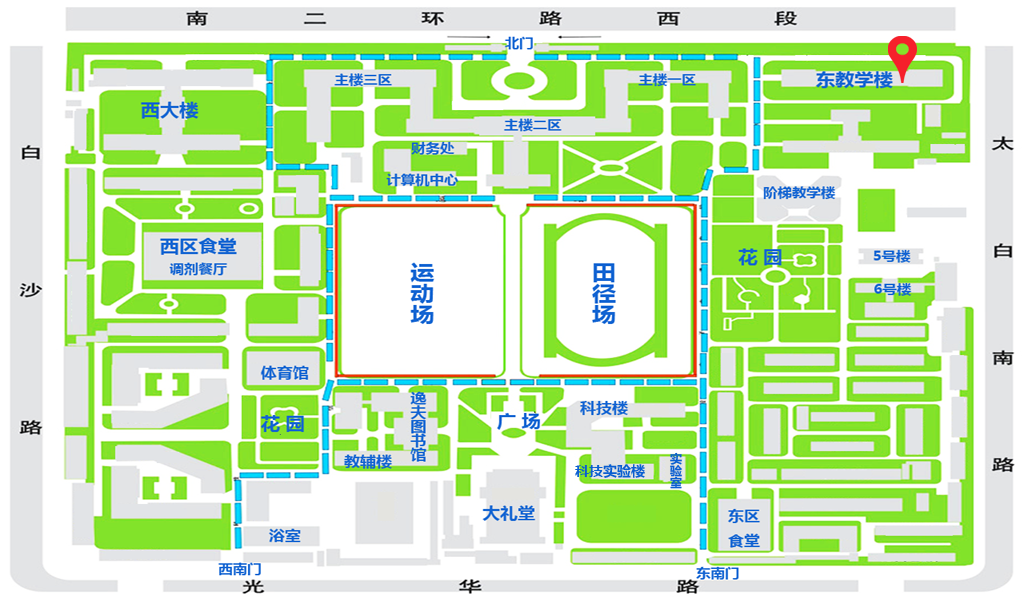 南二环路西段
北门
主楼三区
主楼一区
东教学楼
西大楼
主楼二区
财务处
计算机中心
白沙路
太白南路
阶梯教学楼
西区食堂
调剂餐厅
运动场
田径场
花园
5号楼
6号楼
体育馆
花园
逸夫图书馆
广场
科技楼
教辅楼
科技实验楼
实验室
大礼堂
东区
食堂
浴室
西南门
东南门
光华路